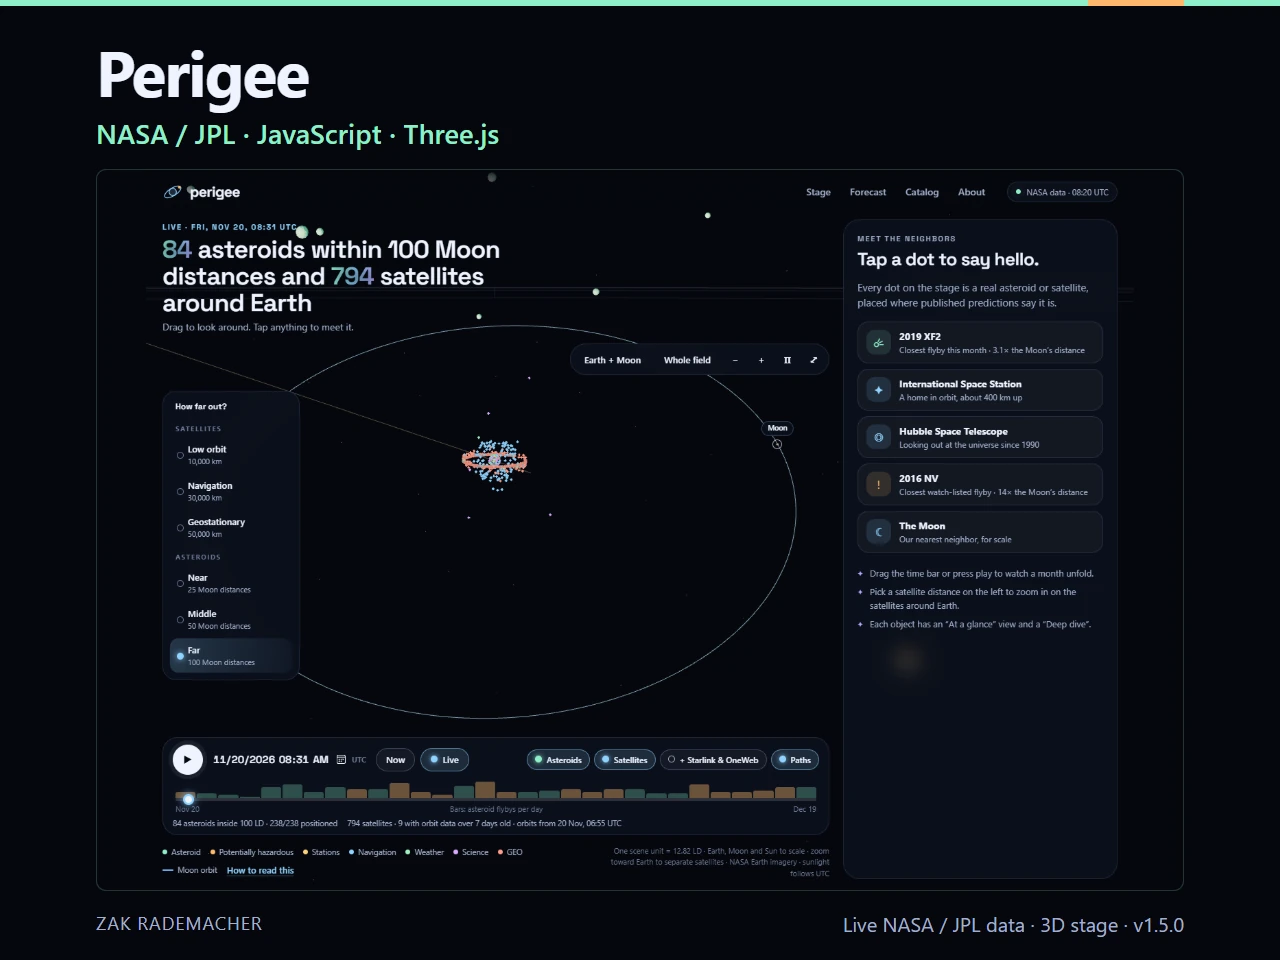 Perigee
NASA / JPL · JavaScript · Three.js
perigee
Stage Forecast Catalog About
NASA data · 08:20 UTC
LIVE · FRI, NOV 20, 08:31 UTC
84 asteroids within 100 Moon
distances and 794 satellites
around Earth
Drag to look around. Tap anything to meet it.
Earth + Moon Whole field − +
Moon
How far out?
SATELLITES
Low orbit
10,000 km
Navigation
30,000 km
Geostationary
50,000 km
ASTEROIDS
Near
25 Moon distances
Middle
50 Moon distances
Far
100 Moon distances
MEET THE NEIGHBORS
Tap a dot to say hello.
Every dot on the stage is a real asteroid or satellite,
placed where published predictions say it is.
2019 XF2
Closest flyby this month · 3.1× the Moon's distance
International Space Station
A home in orbit, about 400 km up
Hubble Space Telescope
Looking out at the universe since 1990
!
2016 NV
Closest watch-listed flyby · 14× the Moon's distance
The Moon
Our nearest neighbor, for scale
Drag the time bar or press play to watch a month unfold.
Pick a satellite distance on the left to zoom in on the
satellites around Earth.
Each object has an "At a glance" view and a "Deep dive".
11/20/2026 08:31 AM UTC Now Live
Asteroids Satellites + Starlink & OneWeb Paths
Nov 20 Bars: asteroid flybys per day Dec 19
84 asteroids inside 100 LD · 238/238 positioned 794 satellites · 9 with orbit data over 7 days old · orbits from 20 Nov, 06:55 UTC
Asteroid Potentially hazardous Stations Navigation Weather Science GEO
Moon orbit How to read this
One scene unit = 12.82 LD · Earth, Moon and Sun to scale · zoom
toward Earth to separate satellites · NASA Earth imagery · sunlight
follows UTC
ZAK RADEMACHER
Live NASA / JPL data · 3D stage · v1.5.0